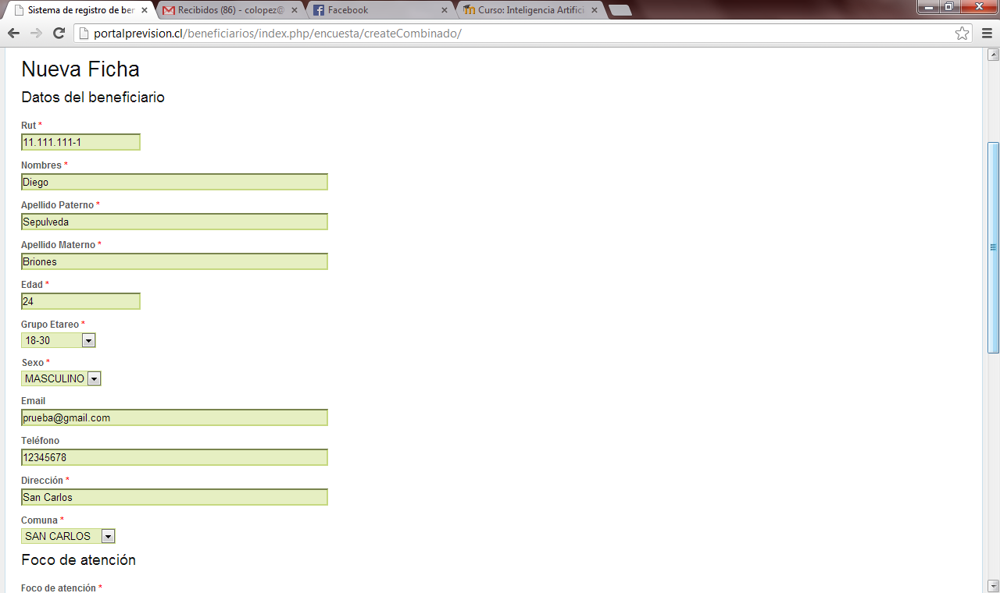 Sistema de registro de ber
Recibidos (86) - colopez@
Facebook
Curso: Inteligencia Artifici
portalprevision.cl/beneficiarios/index.php/encuesta/createCombinado/
Nueva Ficha
Datos del beneficiario
Rut *
11.111.111-1
Nombres *
Diego
Apellido Paterno *
Sepulveda
Apellido Materno *
Briones
Edad *
24
Grupo Etareo *
18-30
Sexo *
MASCULINO
Email
prueba@gmail.com
Teléfono
12345678
Dirección *
San Carlos
Comuna *
SAN CARLOS
Foco de atención
Foco de atención *